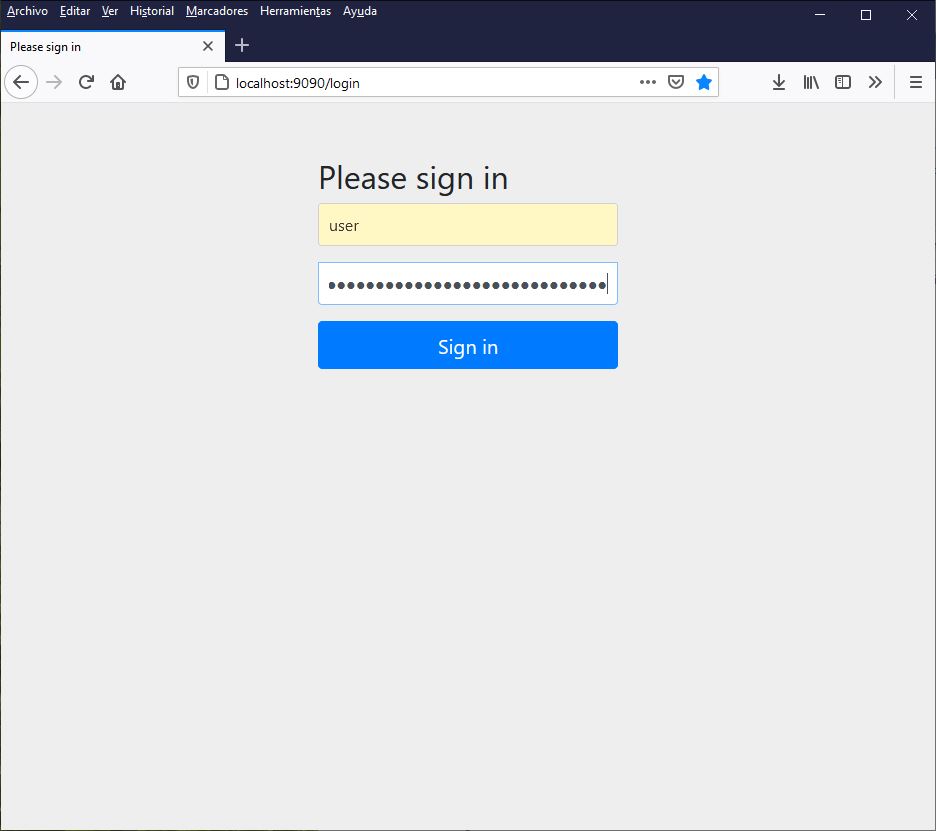 Archivo Editar Ver Historial Marcadores Herramientas Ayuda
Please sign in
localhost:9090/login
Please sign in
user
•••••••••••••••••••••••••••••
Sign in